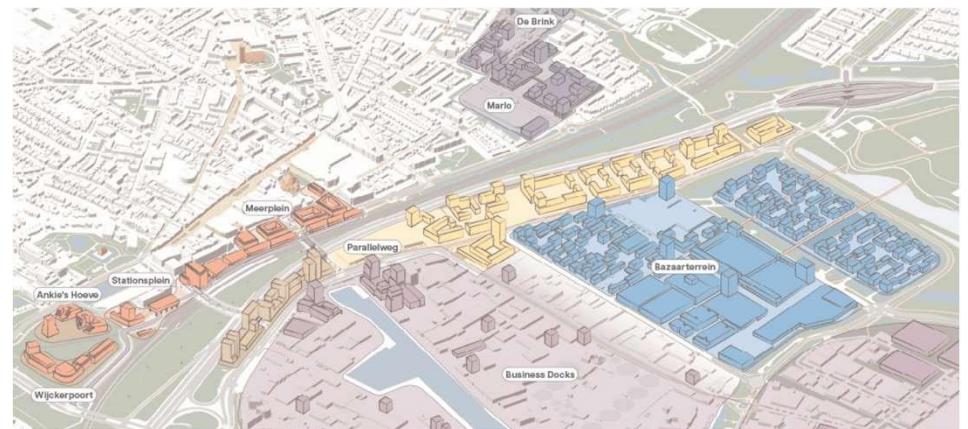 De Brink
Marlo
Meerplein
Parallelweg
Bazaarterrein
Stationsplein
Ankie's Hoeve
Business Docks
Wijckerpoort